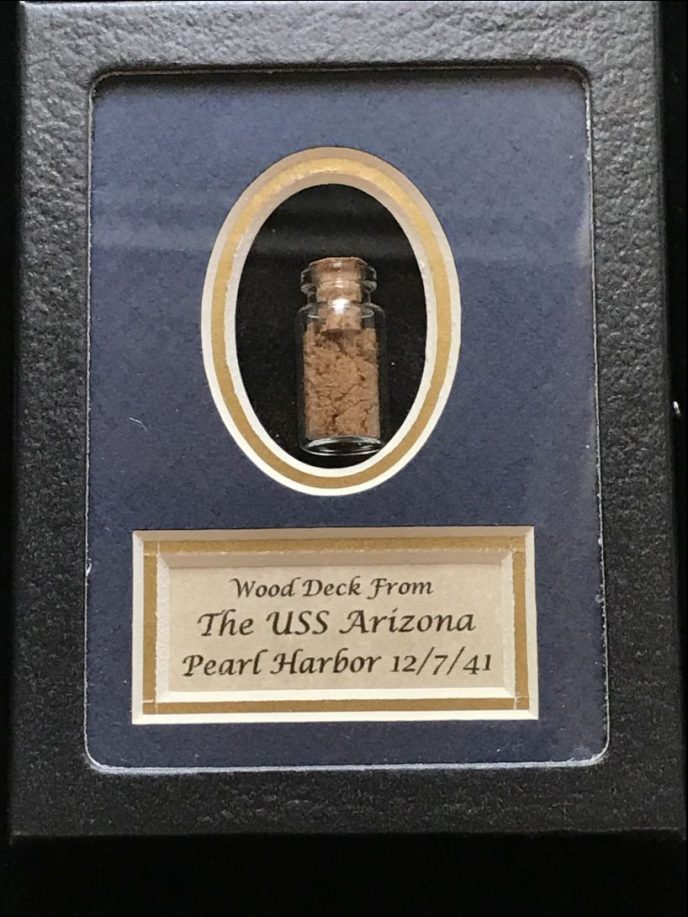 Wood Deck From
The USS Arizona
Pearl Harbor 12/7/41